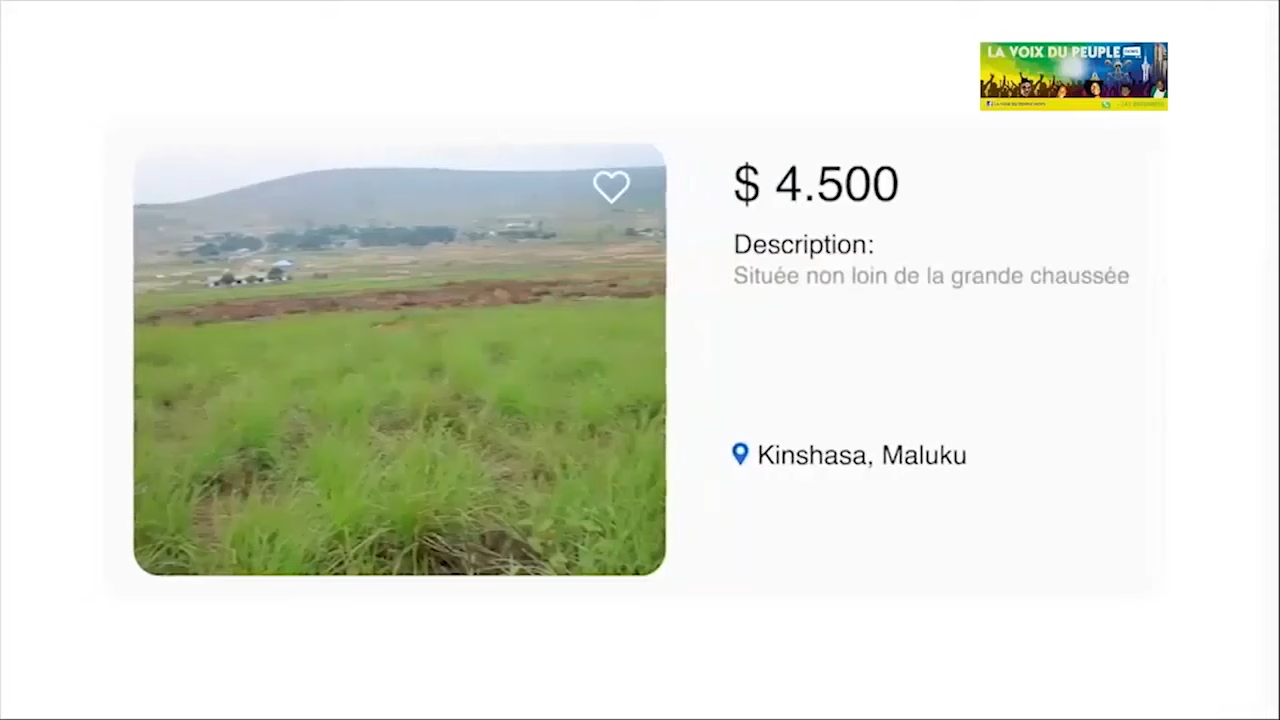 LA VOIX DU PEUPLE
$ 4.500
Description:
Située non loin de la grande chaussée
Kinshasa, Maluku